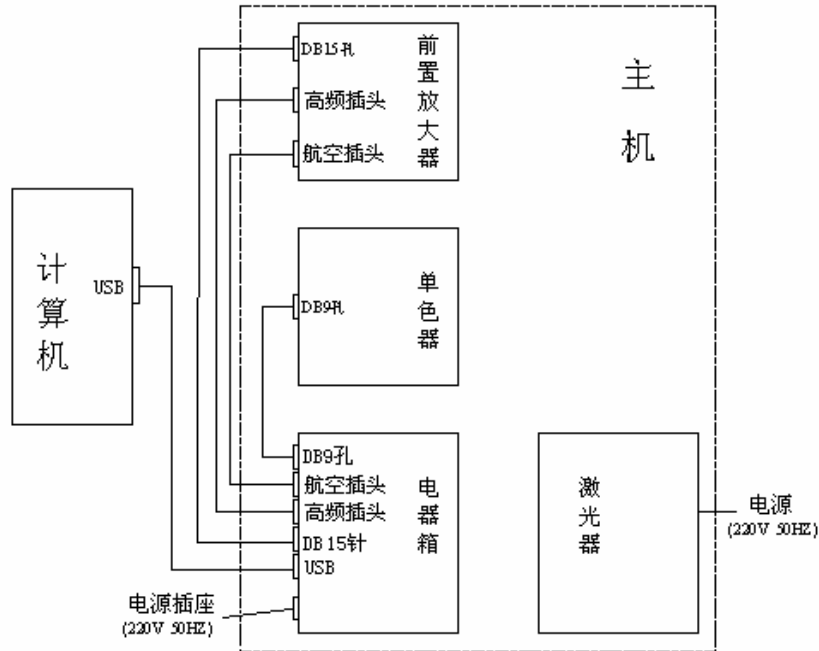 主机
DB15孔
高频插头
航空插头
前置放大器
计算机
USB
DB9孔
单色器
DB9孔
航空插头
高频插头
DB15针
USB
电器箱
激光器
电源
(220V 50HZ)
电源插座
(220V 50HZ)